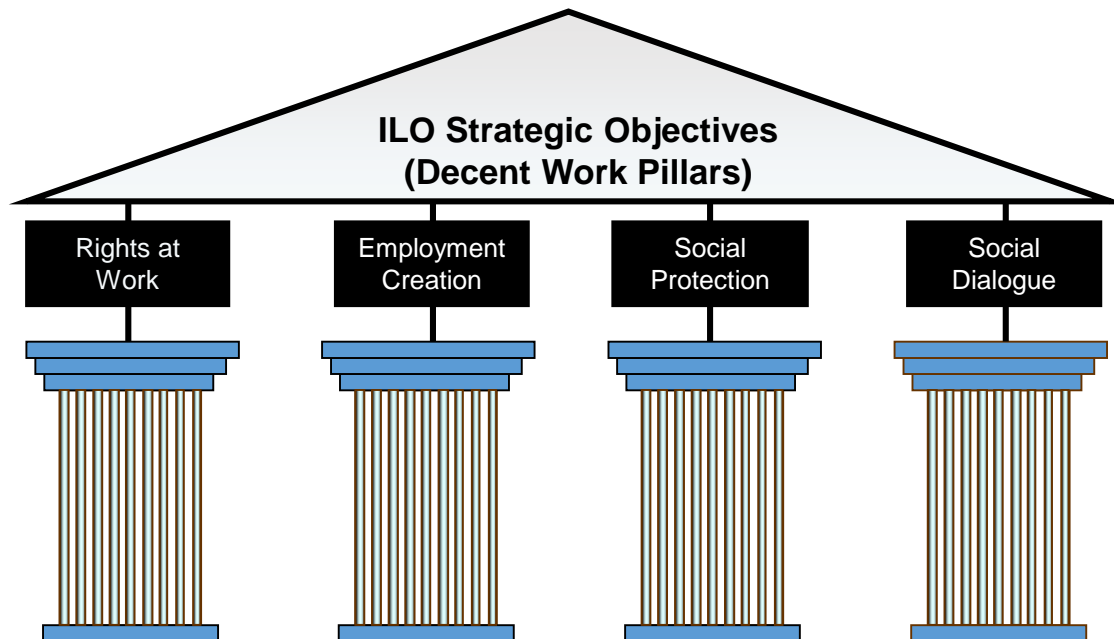 ILO Strategic Objectives
(Decent Work Pillars)
Rights at
Work
Employment
Creation
Social
Protection
Social
Dialogue